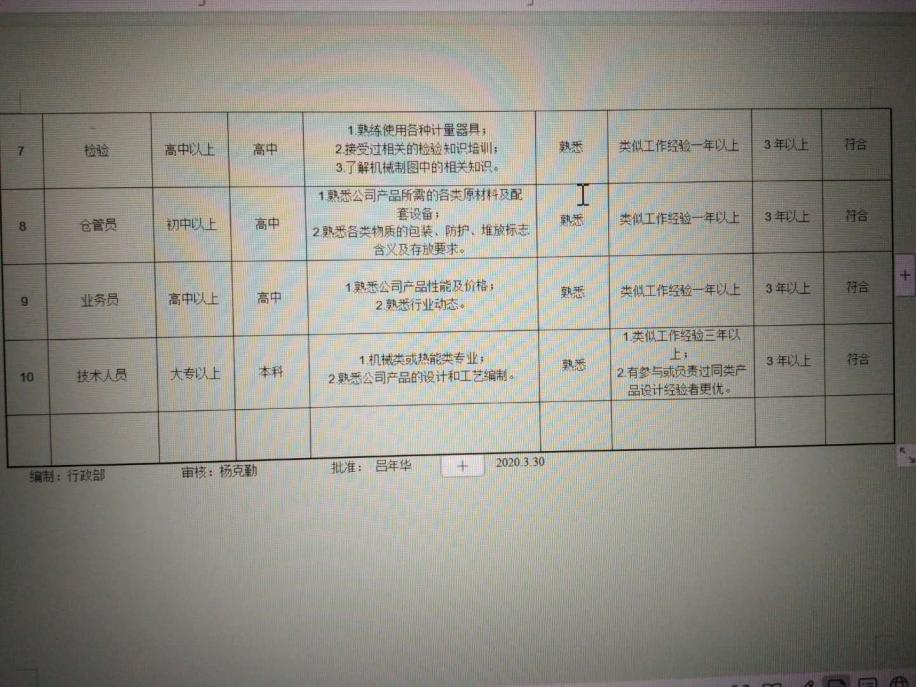 7 检验 高中以上 高中 1.熟练使用各种计量器具； 2.接受过相关的检验知识培训； 3.了解机械制图中的相关知识。 熟悉 类似工作经验一年以上 3年以上 符合
8 仓管员 初中以上 高中 1.熟悉公司产品所需的各类原材料及配套设备； 2.熟悉各类物质的包装、防护、堆放标志含义及存放要求。 熟悉 类似工作经验一年以上 3年以上 符合
9 业务员 高中以上 高中 1.熟悉公司产品性能及价格； 2.熟悉行业动态。 熟悉 类似工作经验一年以上 3年以上 符合
10 技术人员 大专以上 本科 1.机械类或热能类专业； 2.熟悉公司产品的设计和工艺编制。 熟悉 1.类似工作经验三年以上； 2.有参与或负责过同类产品设计经验者更优。 3年以上 符合
编制：行政部 审核：杨克勤 批准： 吕年华 2020.3.30